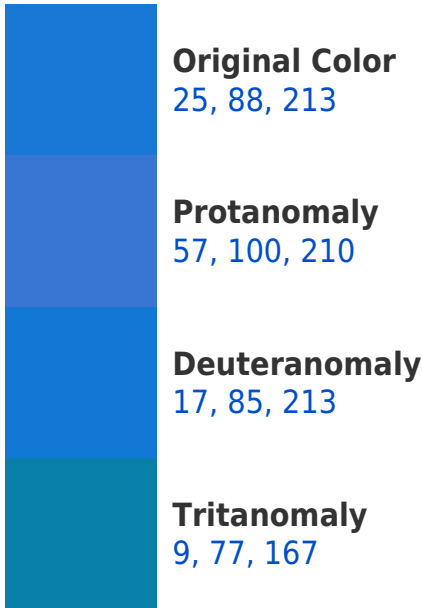 Original Color
25, 88, 213
Protanomaly
57, 100, 210
Deuteranomaly
17, 85, 213
Tritanomaly
9, 77, 167